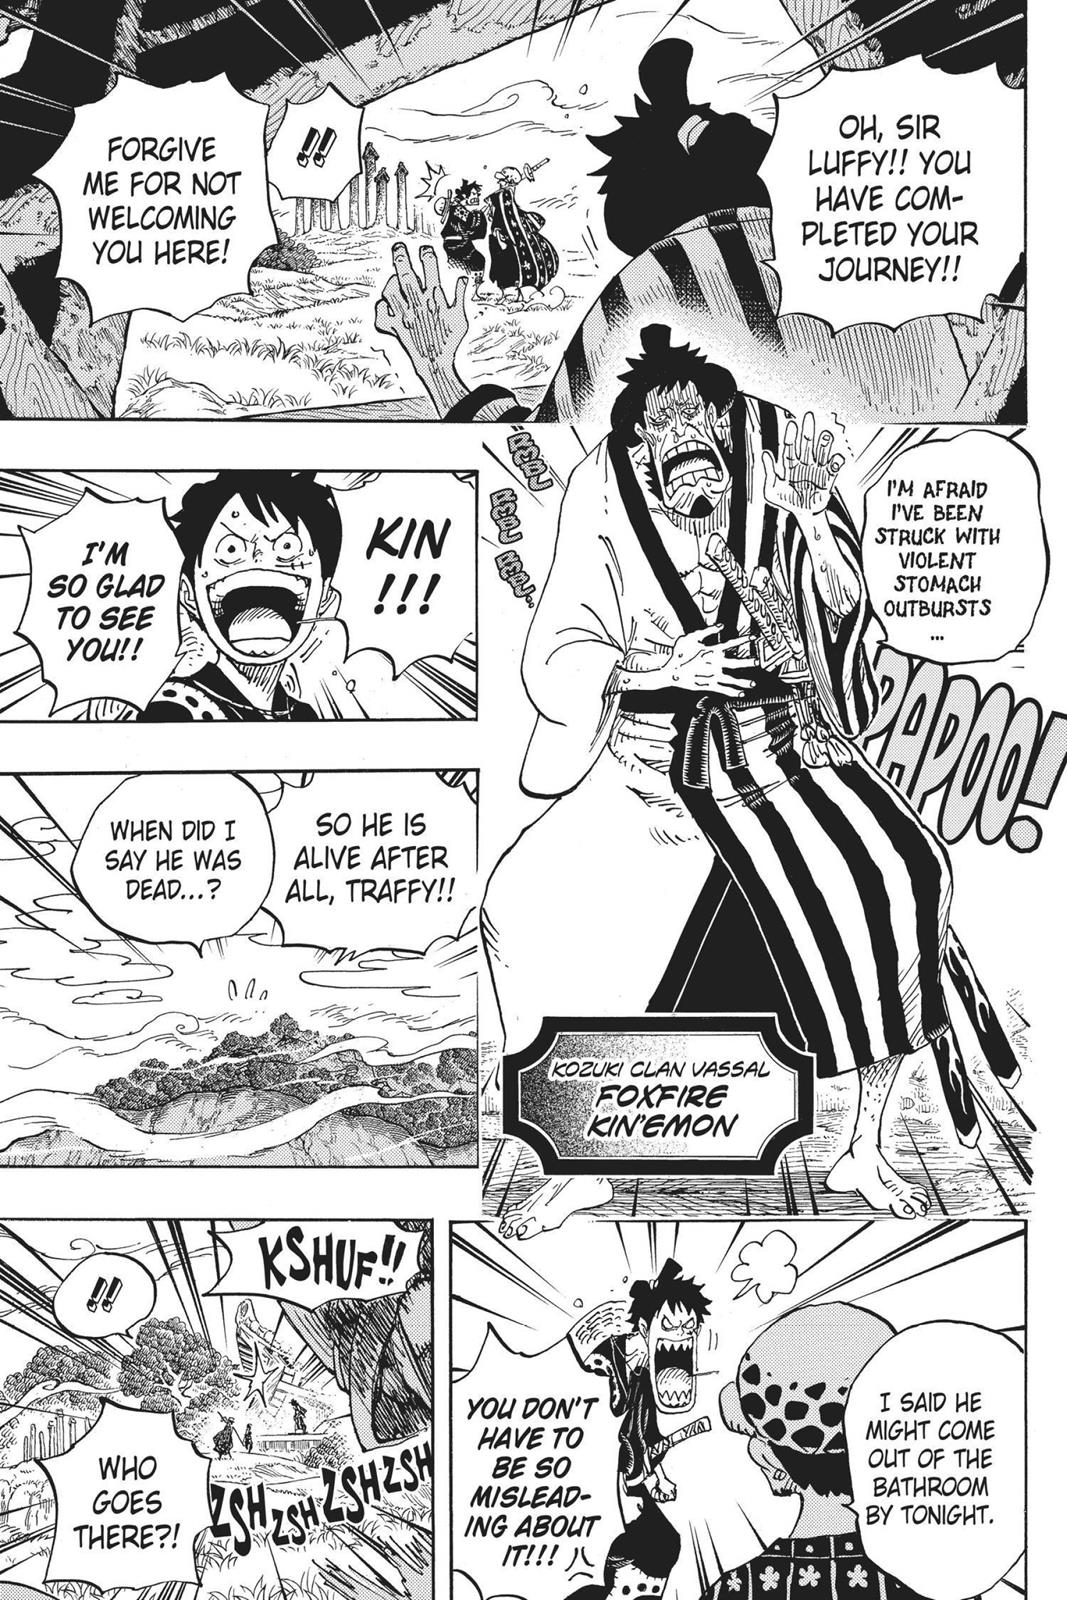 OH, SIR
LUFFY!! YOU
HAVE COM-
PLETED YOUR
JOURNEY!!
!!
FORGIVE
ME FOR NOT
WELCOMING
YOU HERE!
I'M AFRAID
I'VE BEEN
STRUCK WITH
VIOLENT
STOMACH
OUTBURSTS
...
RMBL
RMBL
RMBL...
PAPOO!
KOZUKI CLAN VASSAL
FOXFIRE
KIN'EMON
KIN
!!!
I'M
SO GLAD
TO SEE
YOU!!
SO HE IS
ALIVE AFTER
ALL, TRAFFY!!
WHEN DID I
SAY HE WAS
DEAD...?
I SAID HE
MIGHT COME
OUT OF THE
BATHROOM
BY TONIGHT.
YOU DON'T
HAVE TO
BE SO
MISLEAD-
ING ABOUT
IT!!!
KSHUF!!
!!
ZSH ZSH ZSH ZSH ZSH
WHO
GOES
THERE?!